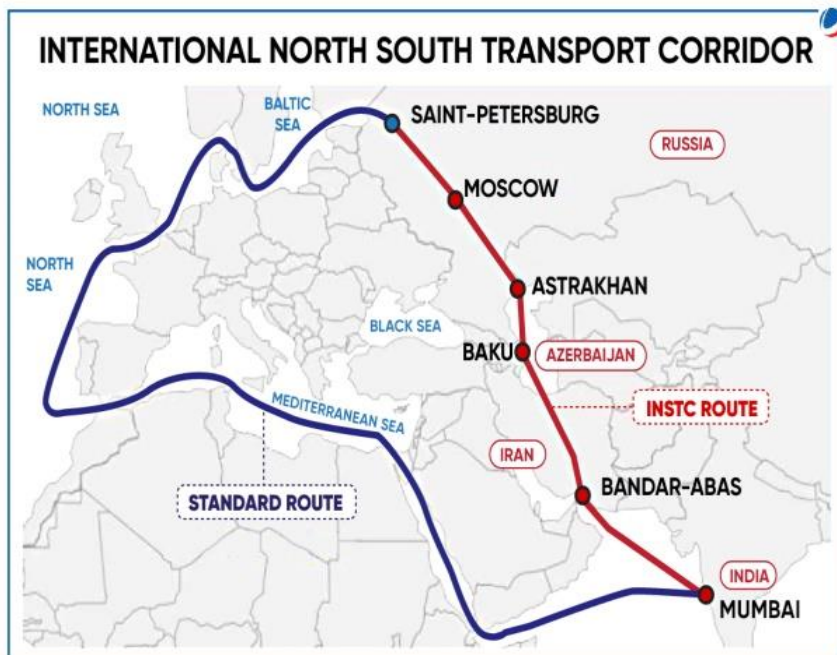 INTERNATIONAL NORTH SOUTH TRANSPORT CORRIDOR
NORTH SEA
BALTIC
SEA
SAINT-PETERSBURG
RUSSIA
MOSCOW
NORTH
SEA
ASTRAKHAN
BLACK SEA
BAKU
AZERBAIJAN
MEDITERRANEAN SEA
INSTC ROUTE
IRAN
STANDARD ROUTE
BANDAR-ABAS
INDIA
MUMBAI